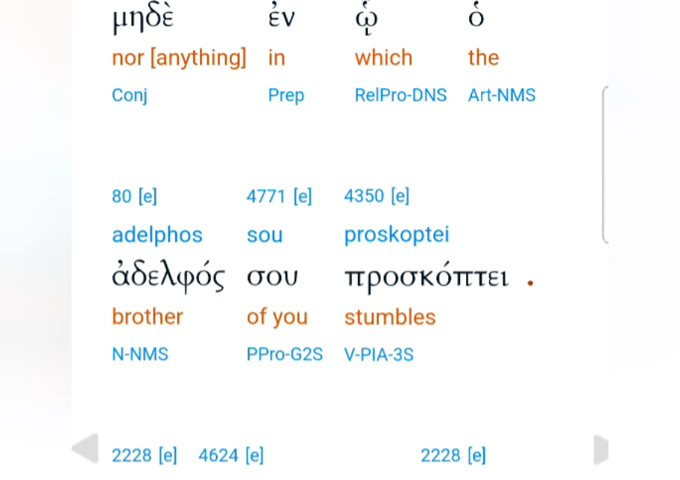 μηδὲ ἐν ᾧ ὁ
nor [anything] in which the
Conj Prep RelPro-DNS Art-NMS
80 [e] 4771 [e] 4350 [e]
adelphos sou proskoptei
ἀδελφός σου προσκόπτει .
brother of you stumbles
N-NMS PPro-G2S V-PIA-3S
2228 [e] 4624 [e] 2228 [e]